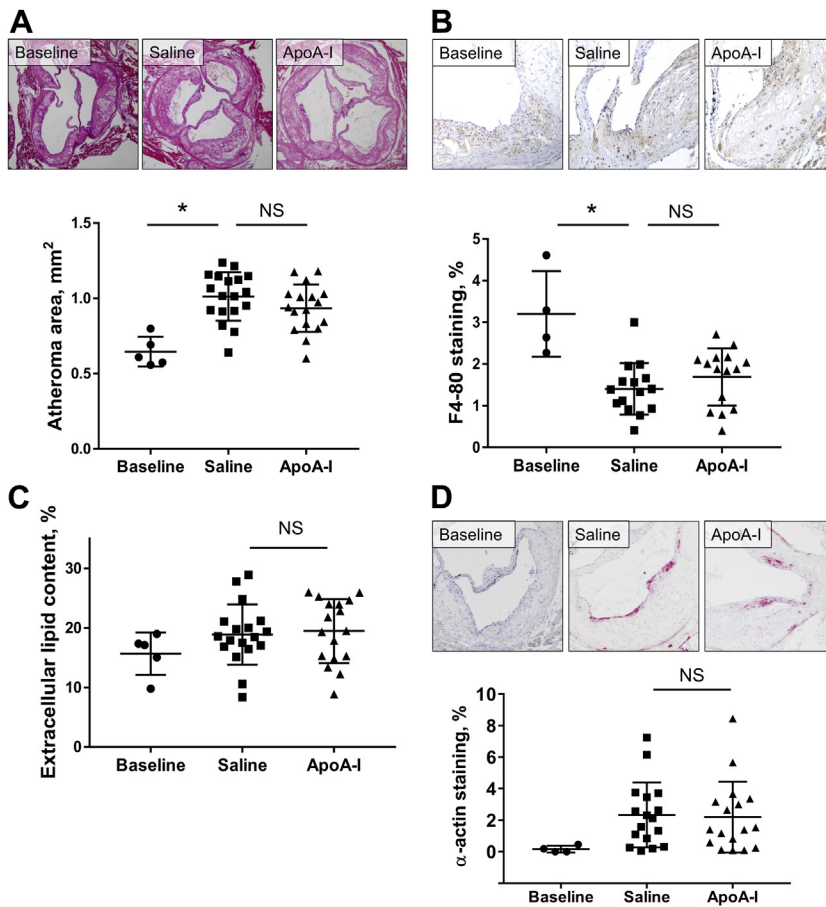 A
Baseline
Saline
ApoA-I
*
NS
Atheroma area, mm²
1.5
1.0
0.5
0.0
Baseline
Saline
ApoA-I
B
Baseline
Saline
ApoA-I
*
NS
F4-80 staining, %
5
4
3
2
1
0
Baseline
Saline
ApoA-I
C
NS
Extracellular lipid content, %
30
20
10
0
Baseline
Saline
ApoA-I
D
Baseline
Saline
ApoA-I
NS
α-actin staining, %
10
8
6
4
2
0
Baseline
Saline
ApoA-I